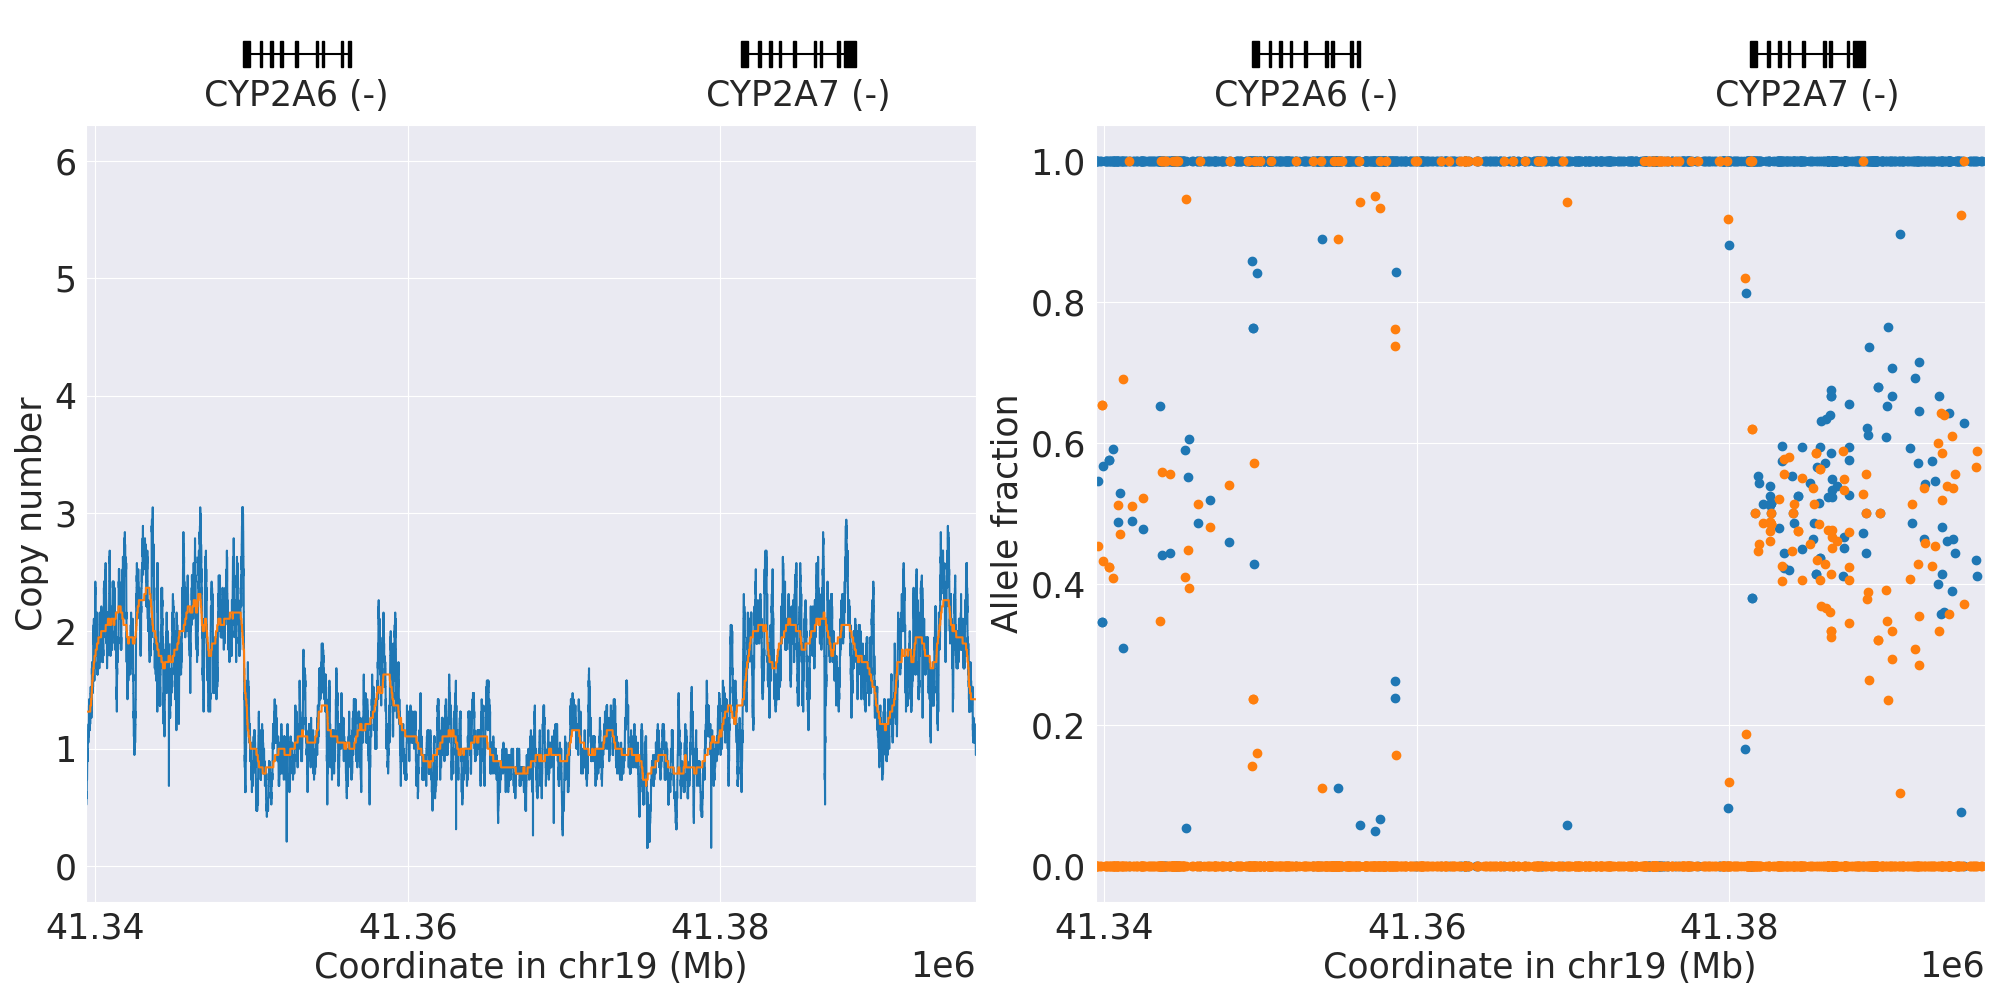 CYP2A6 (-)
CYP2A7 (-)
6
5
4
3
2
1
0
Copy number
41.34
41.36
41.38
Coordinate in chr19 (Mb)
1e6
CYP2A6 (-)
CYP2A7 (-)
1.0
0.8
0.6
0.4
0.2
0.0
Allele fraction
41.34
41.36
41.38
Coordinate in chr19 (Mb)
1e6